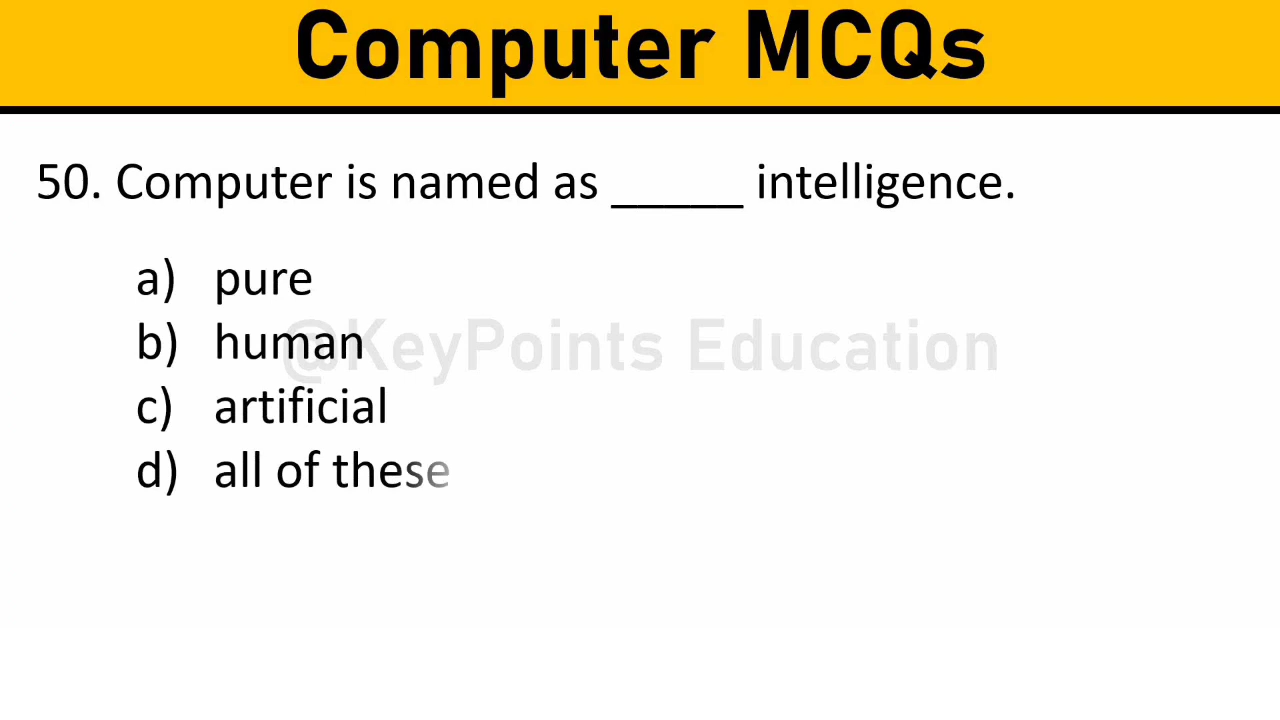 Computer MCQs
50. Computer is named as _____ intelligence.
a) pure
b) human
@KeyPoints Education
c) artificial
d) all of these